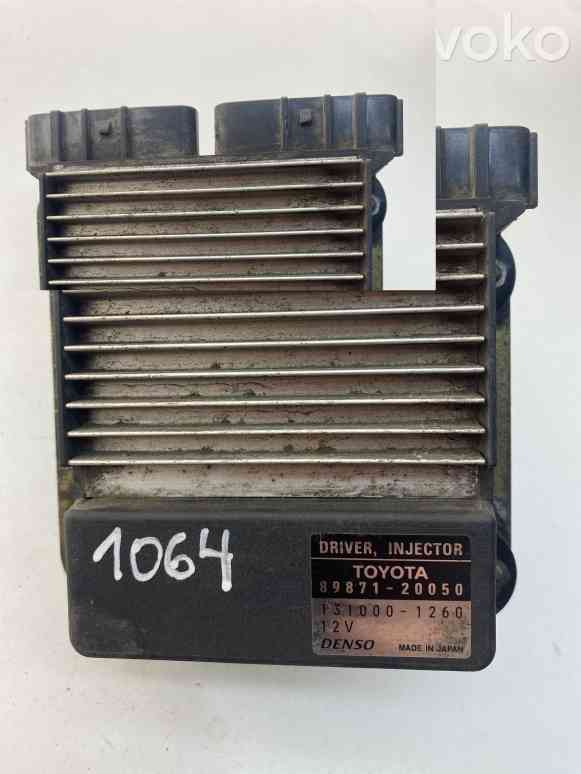 voko
1064
DRIVER, INJECTOR
TOYOTA
89871-20050
131000-1260
12V
DENSO MADE IN JAPAN